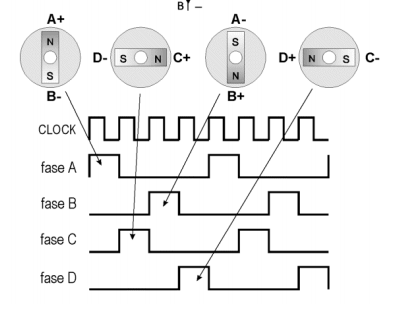 B –
A+ A-
N S
D- S N C+ D+ N S C-
S N
B- B+
CLOCK
fase A
fase B
fase C
fase D